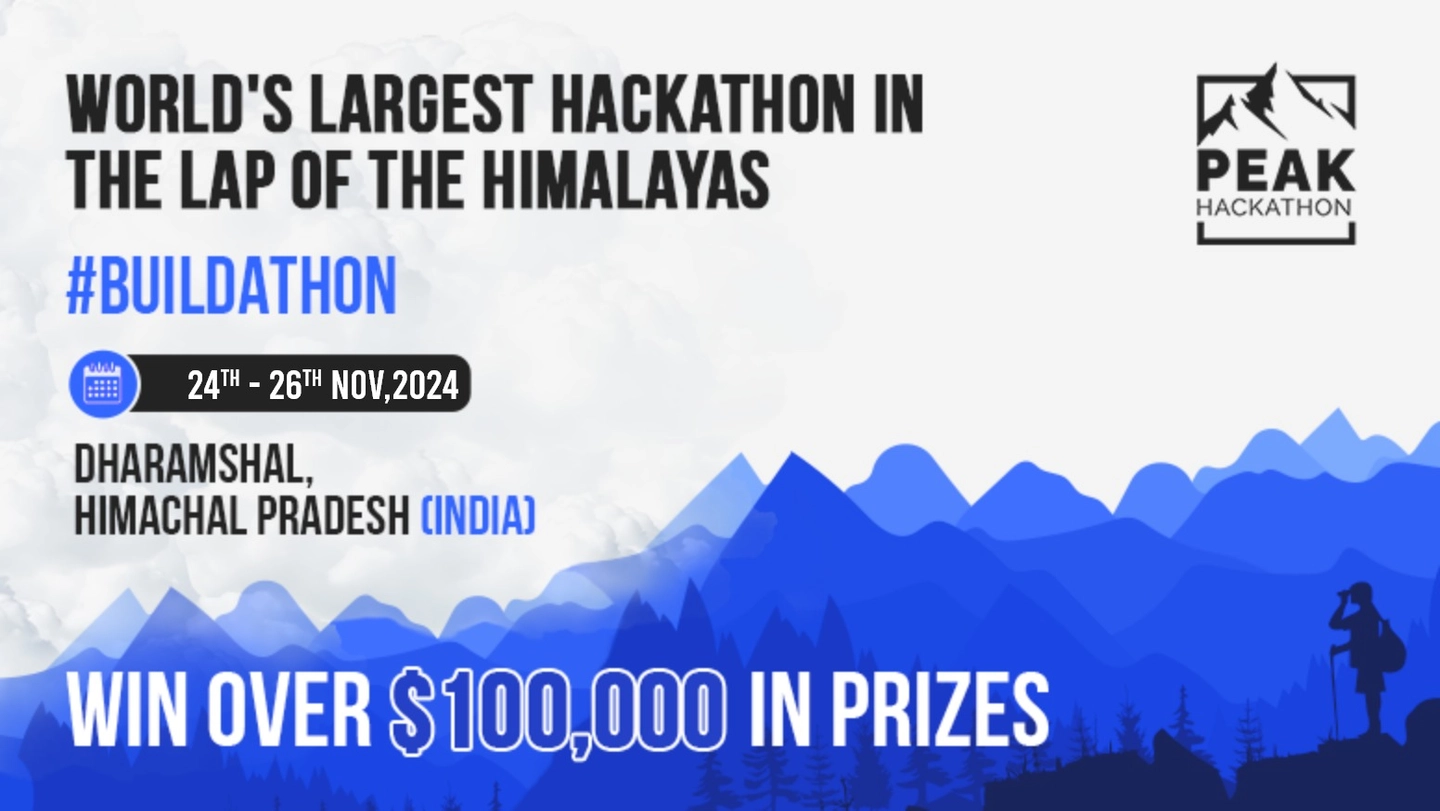 WORLD'S LARGEST HACKATHON IN
THE LAP OF THE HIMALAYAS
PEAK
HACKATHON
#BUILDATHON
24TH - 26TH NOV,2024
DHARAMSHAL,
HIMACHAL PRADESH (INDIA)
WIN OVER $100,000 IN PRIZES